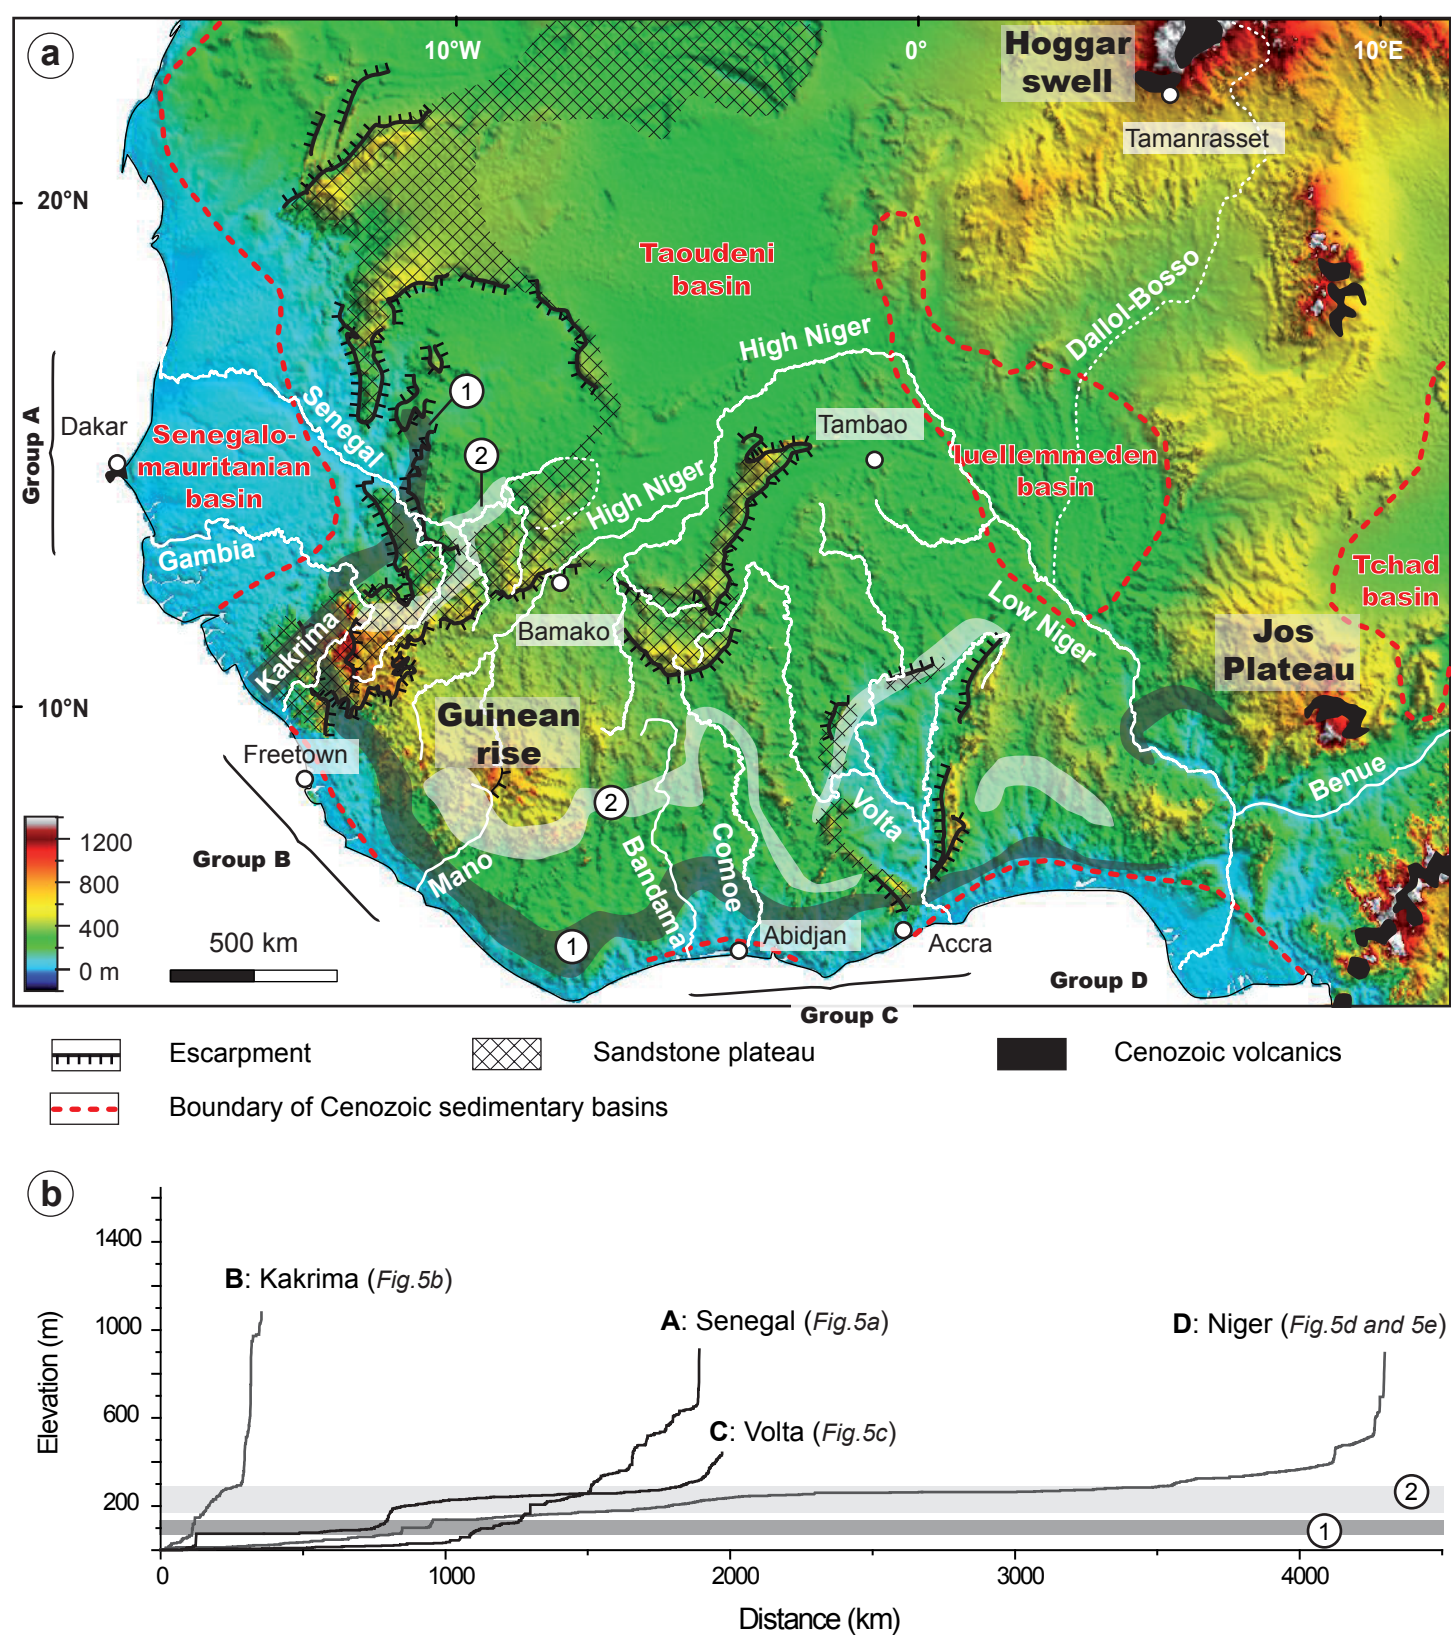 a
10°W
0°
10°E
Hoggar
swell
Tamanrasset
20°N
Taoudeni
basin
Dallol-Bosso
High Niger
Senegal
1
Group A
Dakar
Senegalo-
mauritanian
basin
2
Tambao
Iuellemmeden
basin
High Niger
Gambia
Tchad
basin
Low Niger
Kakrima
Bamako
Jos
Plateau
10°N
Guinean
rise
Freetown
Benue
2
Volta
1200
800
400
0 m
Group B
Mano
Bandama
Comoe
500 km
1
Abidjan
Accra
Group D
Group C
Escarpment
Sandstone plateau
Cenozoic volcanics
Boundary of Cenozoic sedimentary basins
b
1400
1000
600
200
Elevation (m)
B: Kakrima (Fig.5b)
A: Senegal (Fig.5a)
D: Niger (Fig.5d and 5e)
C: Volta (Fig.5c)
2
1
0
1000
2000
3000
4000
Distance (km)